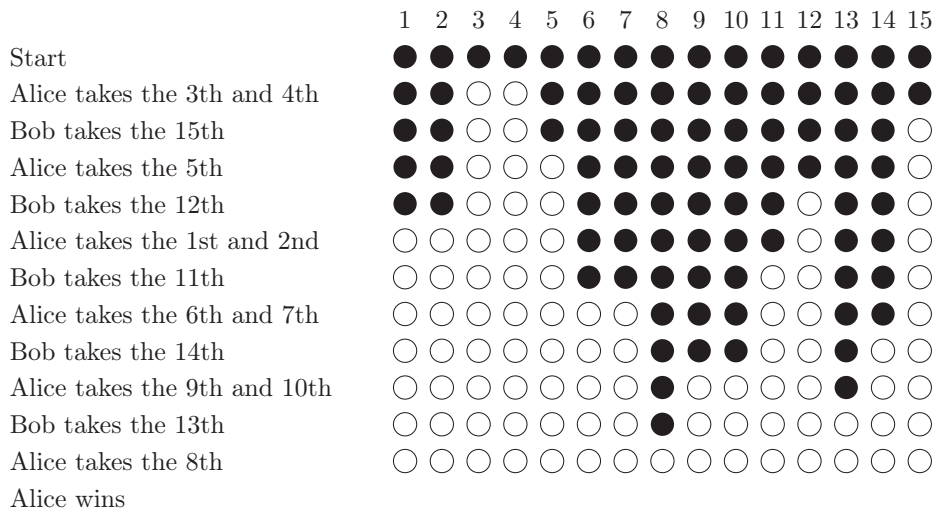 1 2 3 4 5 6 7 8 9 10 11 12 13 14 15
Start
Alice takes the 3th and 4th
Bob takes the 15th
Alice takes the 5th
Bob takes the 12th
Alice takes the 1st and 2nd
Bob takes the 11th
Alice takes the 6th and 7th
Bob takes the 14th
Alice takes the 9th and 10th
Bob takes the 13th
Alice takes the 8th
Alice wins